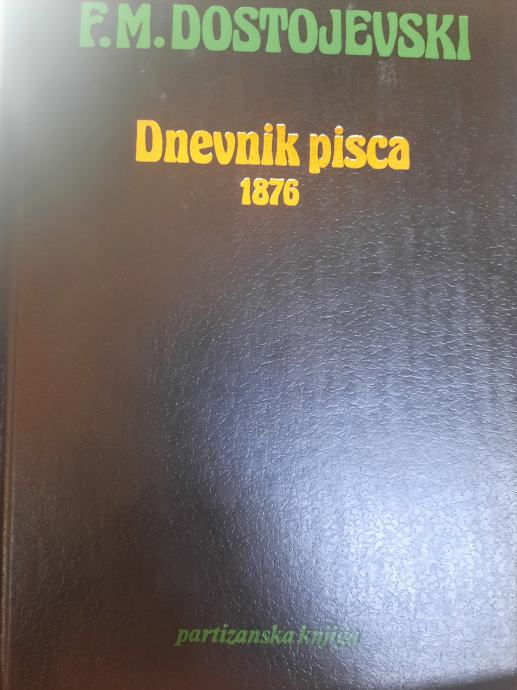 F.M. DOSTOJEVSKI
Dnevnik pisca
1876
partizanska knjiga